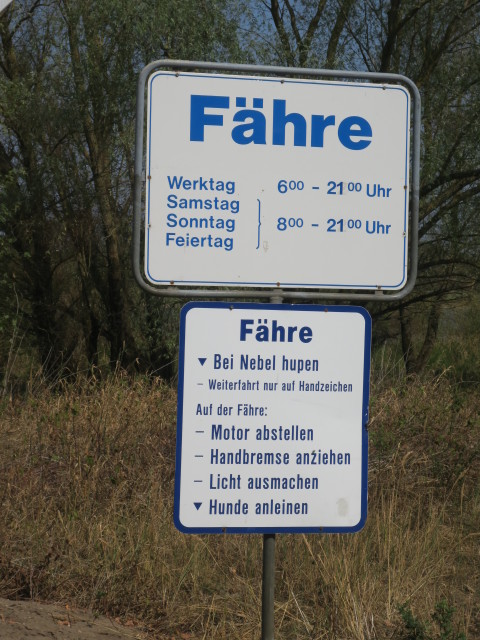 Fähre
Werktag 6⁰⁰ - 21⁰⁰ Uhr
Samstag
Sonntag 8⁰⁰ - 21⁰⁰ Uhr
Feiertag
Fähre
▼ Bei Nebel hupen
- Weiterfahrt nur auf Handzeichen
Auf der Fähre:
- Motor abstellen
- Handbremse anziehen
- Licht ausmachen
▼ Hunde anleinen